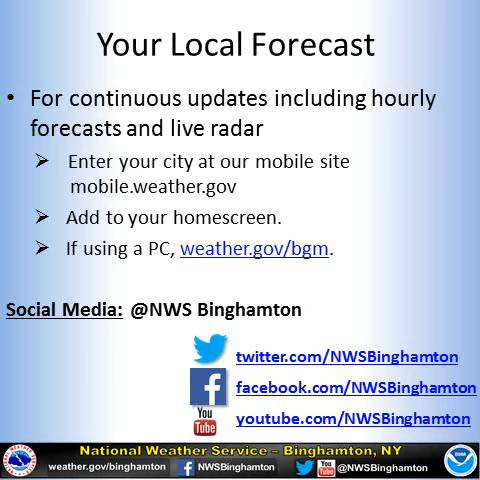 Your Local Forecast
• For continuous updates including hourly
forecasts and live radar
➢ Enter your city at our mobile site
mobile.weather.gov
➢ Add to your homescreen.
➢ If using a PC, weather.gov/bgm.
Social Media: @NWS Binghamton
twitter.com/NWSBinghamton
facebook.com/NWSBinghamton
You Tube youtube.com/NWSBinghamton
National Weather Service – Binghamton, NY
weather.gov/binghamton f NWSBinghamton You Tube @NWSBinghamton